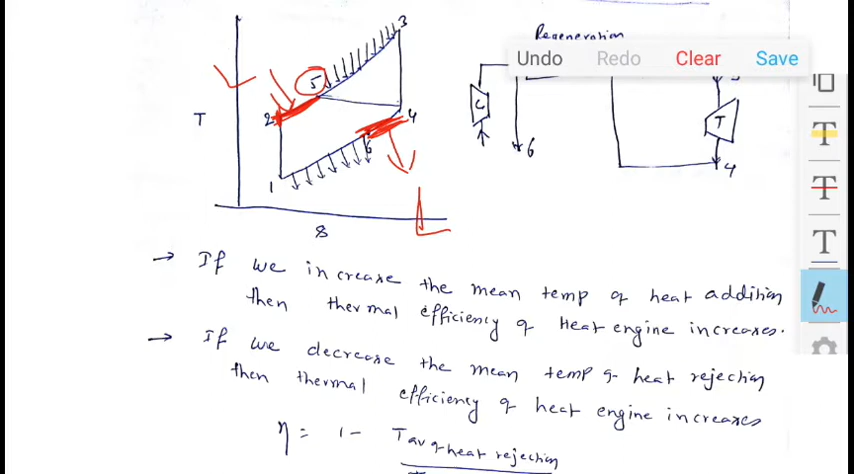 Regeneration
Undo Redo Clear Save
3
5
C
T
T
2
4
6
6
4
1
S
→ If we increase the mean temp of heat addition
then thermal efficiency of Heat engine increases.
→ If we decrease the mean temp of heat rejection
then thermal efficiency of heat engine increases
η = 1 - Tav of heat rejection